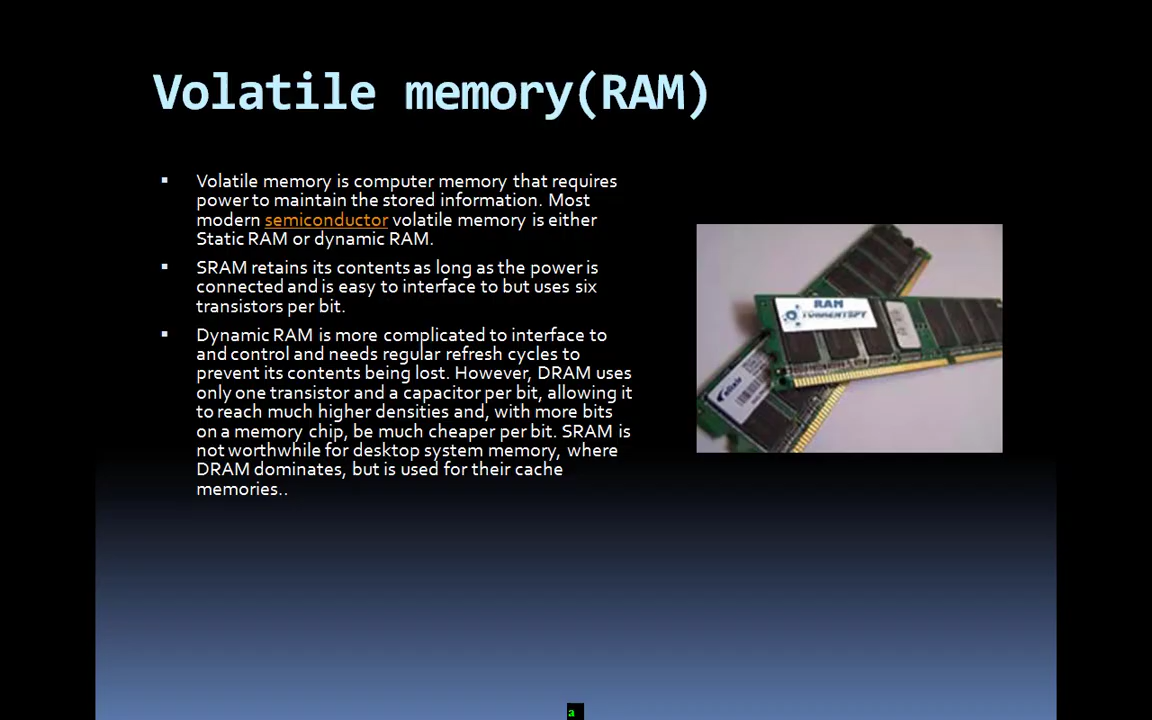 Volatile memory(RAM)
Volatile memory is computer memory that requires
power to maintain the stored information. Most
modern semiconductor volatile memory is either
Static RAM or dynamic RAM.
SRAM retains its contents as long as the power is
connected and is easy to interface to but uses six
transistors per bit.
Dynamic RAM is more complicated to interface to
and control and needs regular refresh cycles to
prevent its contents being lost. However, DRAM uses
only one transistor and a capacitor per bit, allowing it
to reach much higher densities and, with more bits
on a memory chip, be much cheaper per bit. SRAM is
not worthwhile for desktop system memory, where
DRAM dominates, but is used for their cache
memories..
RAM
TORRENTSPY
elixir
a